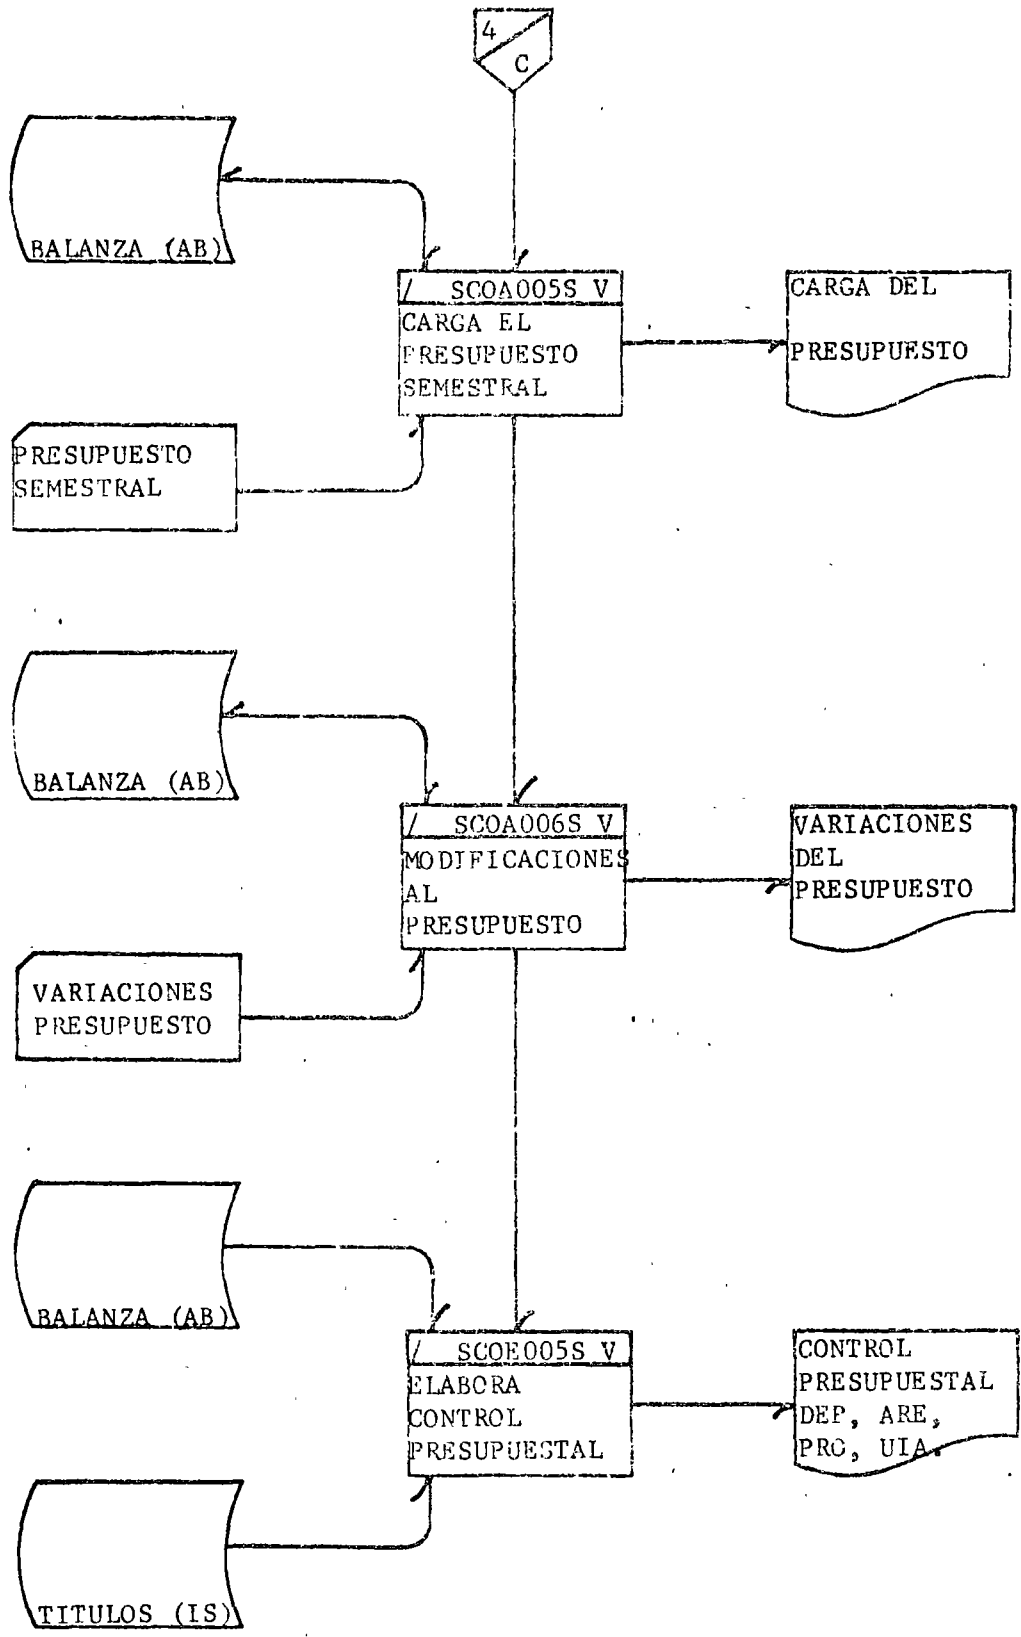 4
C
BALANZA (AB)
/ SCOA005S V
CARGA EL
PRESUPUESTO
SEMESTRAL
CARGA DEL
PRESUPUESTO
PRESUPUESTO
SEMESTRAL
BALANZA (AB)
/ SCOA006S V
MODIFICACIONES
AL
PRESUPUESTO
VARIACIONES
DEL
PRESUPUESTO
VARIACIONES
PRESUPUESTO
BALANZA (AB)
/ SCOE005S V
ELABORA
CONTROL
PRESUPUESTAL
CONTROL
PRESUPUESTAL
DEP, ARE,
PRO, UIA.
TITULOS (IS)